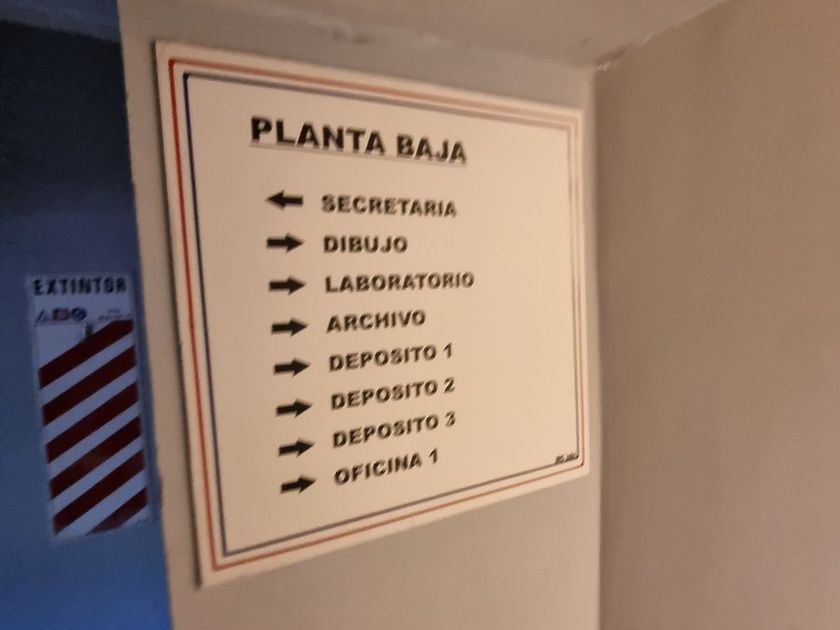 PLANTA BAJA
SECRETARIA
DIBUJO
LABORATORIO
ARCHIVO
DEPOSITO 1
DEPOSITO 2
DEPOSITO 3
OFICINA 1
EXTINTOR